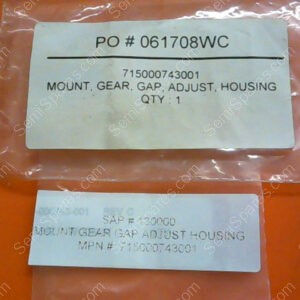 PO # 061708WC
715000743001
MOUNT, GEAR, GAP, ADJUST, HOUSING
QTY : 1
REV C
SAP # 130060
MOUNT GEAR GAP ADJUST HOUSING
MPN # 715000743001